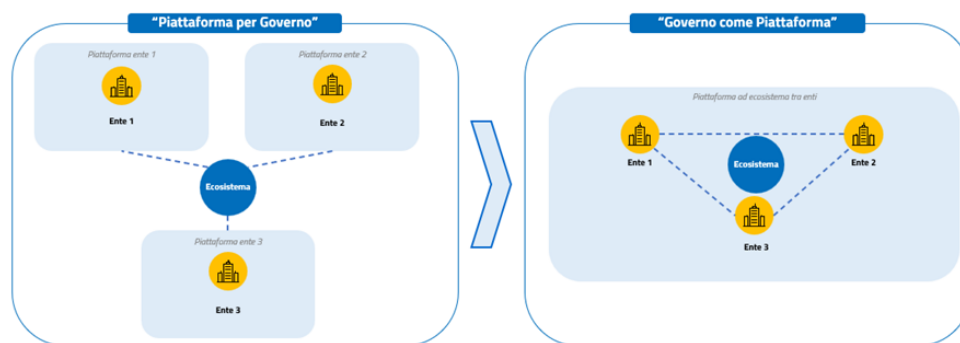 “Piattaforma per Governo”
Piattaforma ente 1
Ente 1
Piattaforma ente 2
Ente 2
Ecosistema
Piattaforma ente 3
Ente 3
“Governo come Piattaforma”
Piattaforma ad ecosistema tra enti
Ente 1
Ecosistema
Ente 2
Ente 3